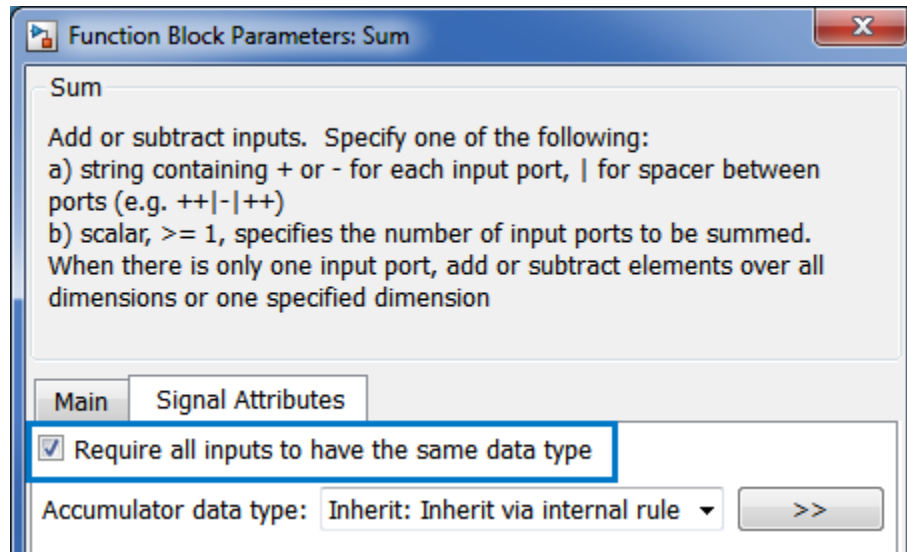 Function Block Parameters: Sum
Sum
Add or subtract inputs.  Specify one of the following:
a) string containing + or - for each input port, | for spacer between
ports (e.g. ++|-|++)
b) scalar, >= 1, specifies the number of input ports to be summed.
When there is only one input port, add or subtract elements over all
dimensions or one specified dimension
Main Signal Attributes
Require all inputs to have the same data type
Accumulator data type: Inherit: Inherit via internal rule >>